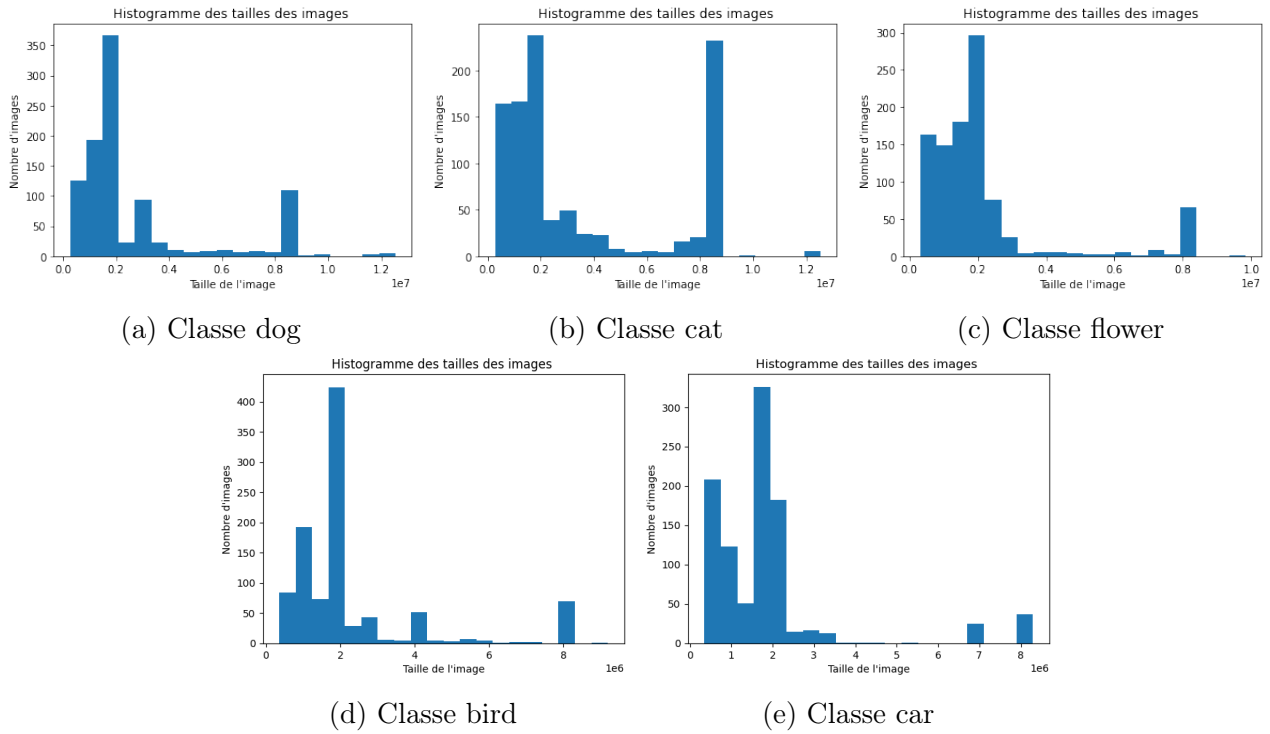 Histogramme des tailles des images
Nombre d'images
350
300
250
200
150
100
50
0
0.0 0.2 0.4 0.6 0.8 1.0 1.2
1e7
Taille de l'image
(a) Classe dog
Histogramme des tailles des images
Nombre d'images
200
150
100
50
0
0.0 0.2 0.4 0.6 0.8 1.0 1.2
1e7
Taille de l'image
(b) Classe cat
Histogramme des tailles des images
Nombre d'images
300
250
200
150
100
50
0
0.0 0.2 0.4 0.6 0.8 1.0
1e7
Taille de l'image
(c) Classe flower
Histogramme des tailles des images
Nombre d'images
400
350
300
250
200
150
100
50
0
0 2 4 6 8
1e6
Taille de l'image
(d) Classe bird
Histogramme des tailles des images
Nombre d'images
300
250
200
150
100
50
0
0 1 2 3 4 5 6 7 8
1e6
Taille de l'image
(e) Classe car